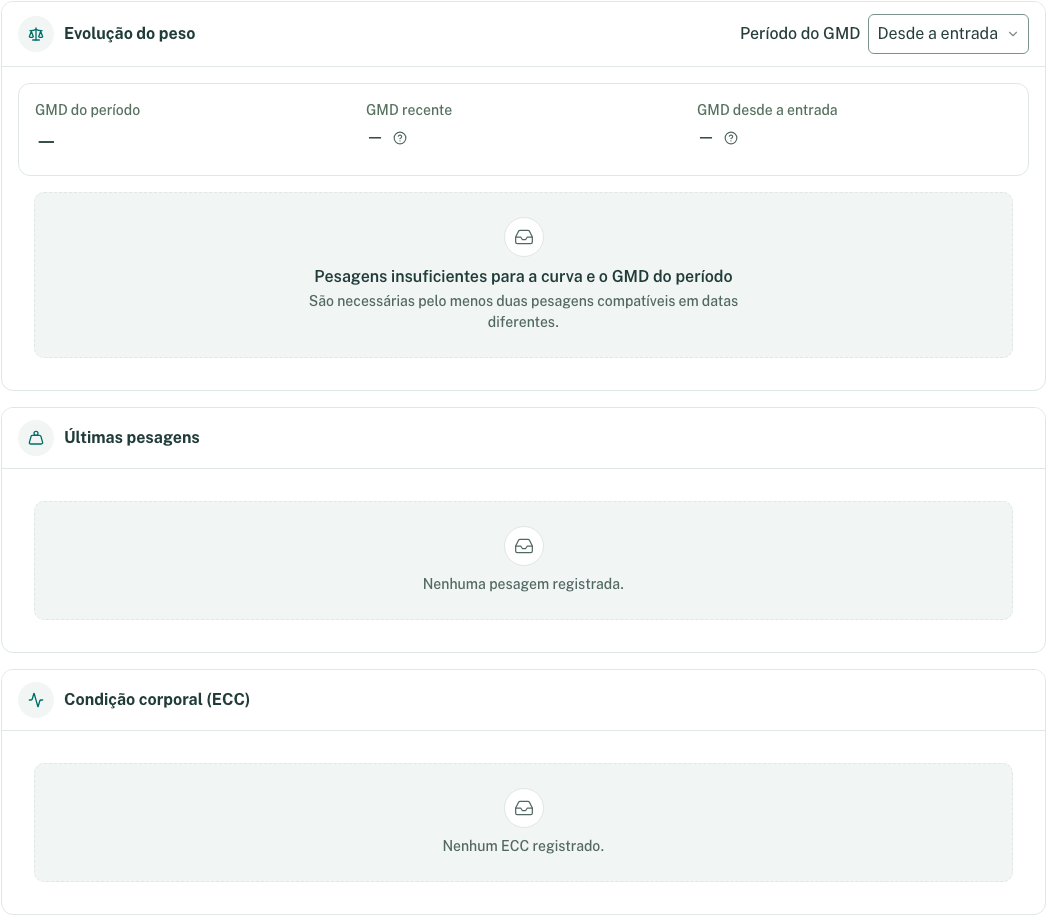 Evolução do peso
Período do GMD
Desde a entrada
GMD do período
GMD recente
GMD desde a entrada
—
—
—
Pesagens insuficientes para a curva e o GMD do período
São necessárias pelo menos duas pesagens compatíveis em datas
diferentes.
Últimas pesagens
Nenhuma pesagem registrada.
Condição corporal (ECC)
Nenhum ECC registrado.